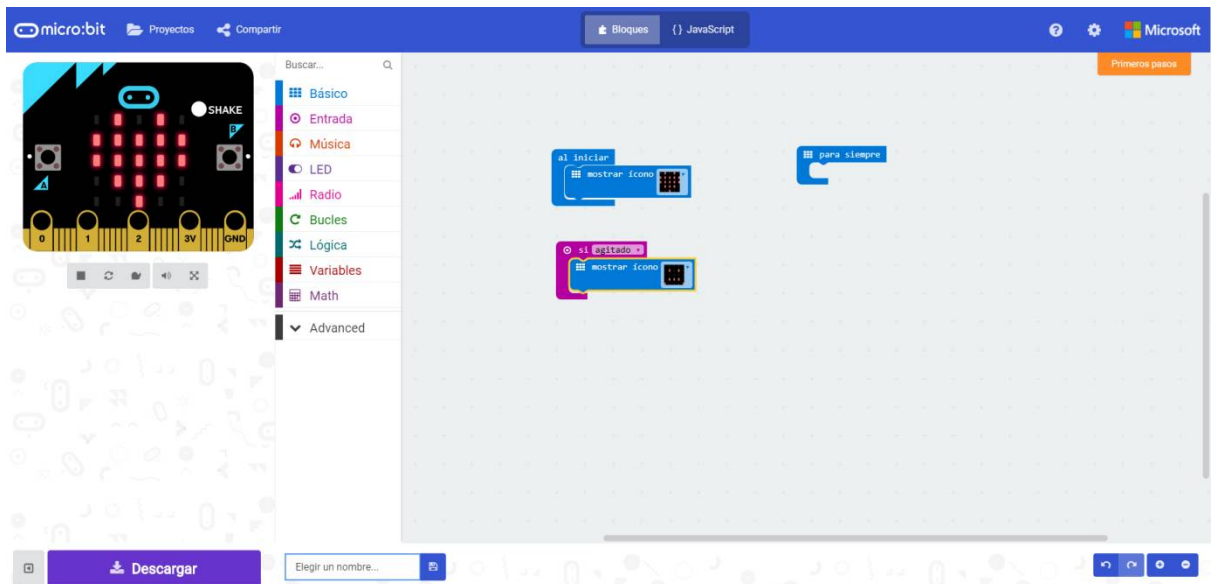 micro:bit Proyectos Compartir Bloques {} JavaScript Microsoft
Primeros pasos
SHAKE
B
A
0 1 2 3V GND
Buscar...
Básico
Entrada
Música
LED
Radio
Bucles
Lógica
Variables
Math
Advanced
al iniciar
mostrar ícono
para siempre
si agitado
mostrar ícono
Descargar
Elegir un nombre...